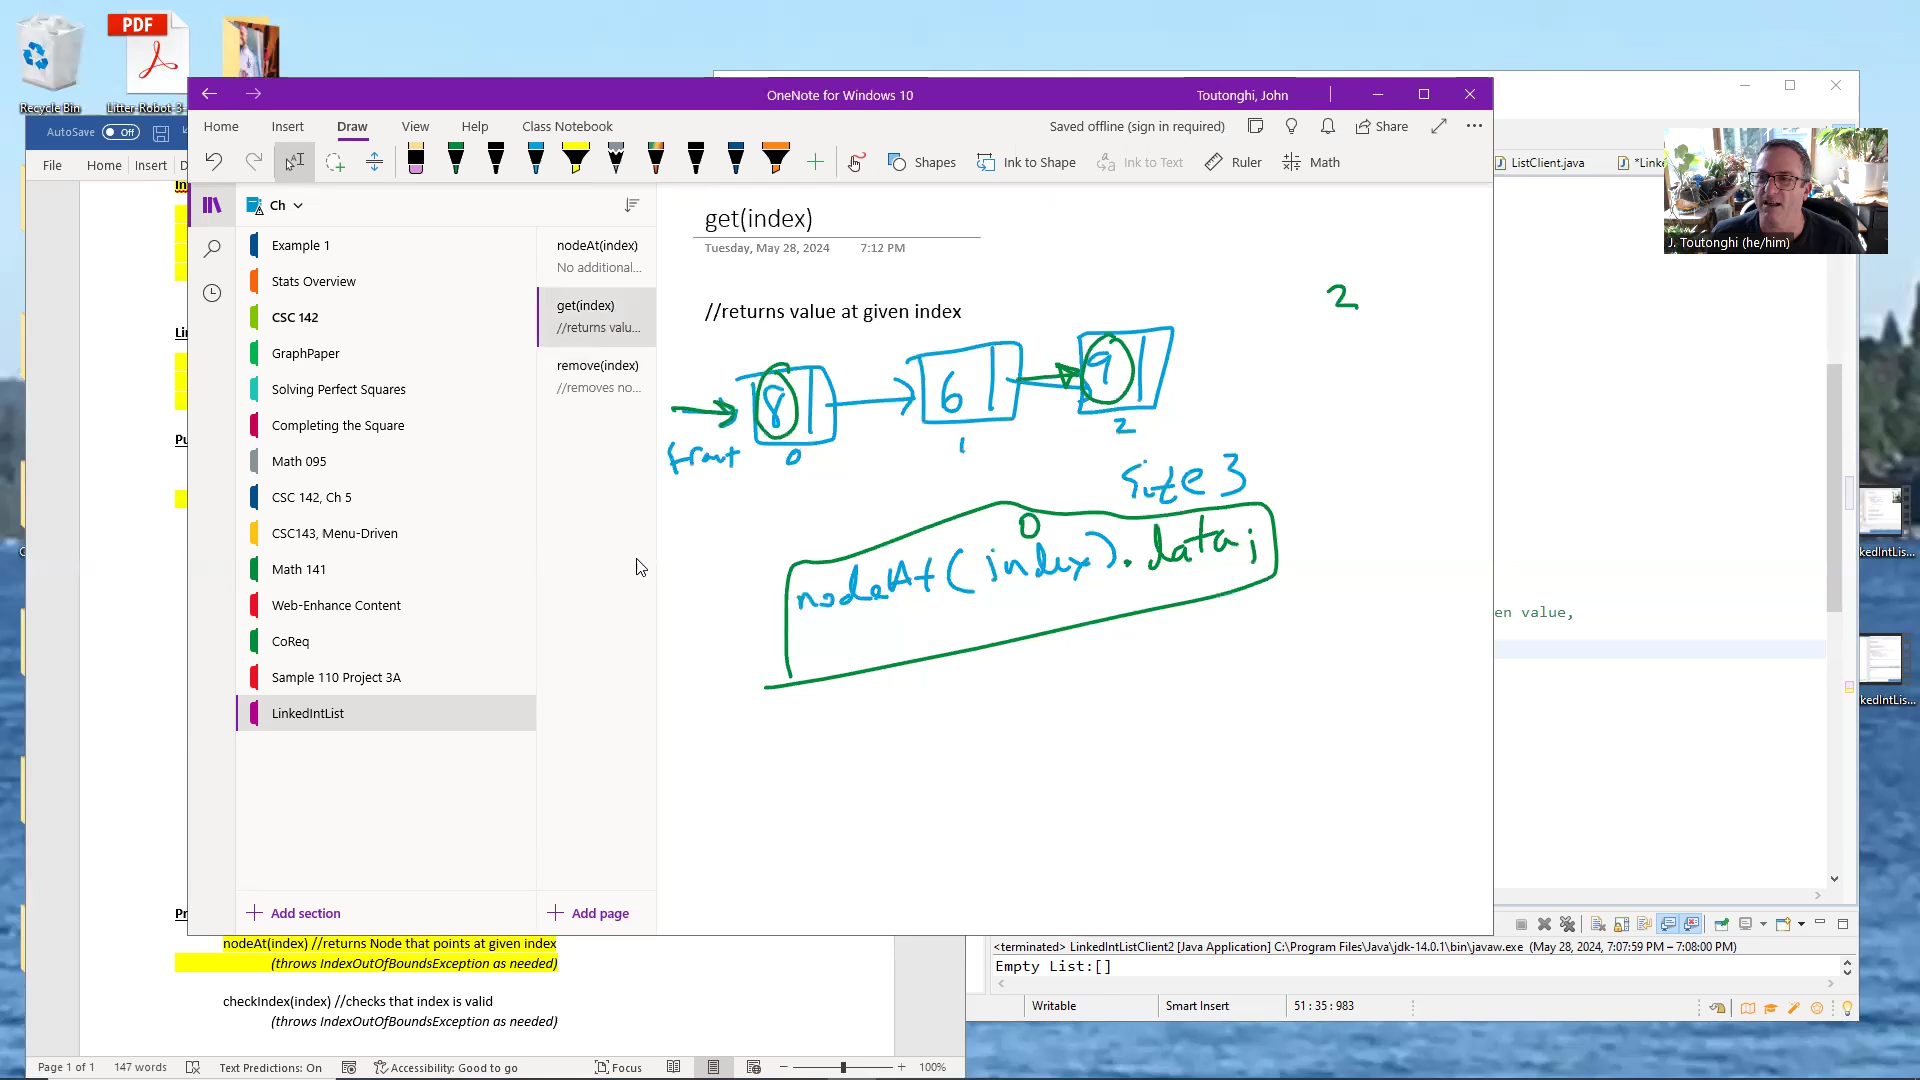 Recycle Bin
PDF
Litter-Robot-3-
AutoSave Off
File Home Insert D
OneNote for Windows 10
Toutonghi, John
Home Insert Draw View Help Class Notebook
Saved offline (sign in required)
Share
Shapes
Ink to Shape
Ink to Text
Ruler
Math
Ch
Example 1
Stats Overview
CSC 142
GraphPaper
Solving Perfect Squares
Completing the Square
Math 095
CSC 142, Ch 5
CSC143, Menu-Driven
Math 141
Web-Enhance Content
CoReq
Sample 110 Project 3A
LinkedIntList
Add section
nodeAt(index)
No additional...
get(index)
//returns valu...
remove(index)
//removes no...
Add page
get(index)
Tuesday, May 28, 2024 7:12 PM
//returns value at given index
2
8 6 9
front 0 1 2
size 3
0
nodeAt(index).data;
ListClient.java
*Linke
J. Toutonghi (he/him)
en value,
kedIntLis...
kedIntLis...
In
Li
Pu
Pr
nodeAt(index) //returns Node that points at given index
(throws IndexOutOfBoundsException as needed)
checkIndex(index) //checks that index is valid
(throws IndexOutOfBoundsException as needed)
Page 1 of 1 147 words Text Predictions: On Accessibility: Good to go Focus 100%
<terminated> LinkedIntListClient2 [Java Application] C:\Program Files\Java\jdk-14.0.1\bin\javaw.exe (May 28, 2024, 7:07:59 PM – 7:08:00 PM)
Empty List:[]
Writable Smart Insert 51 : 35 : 983